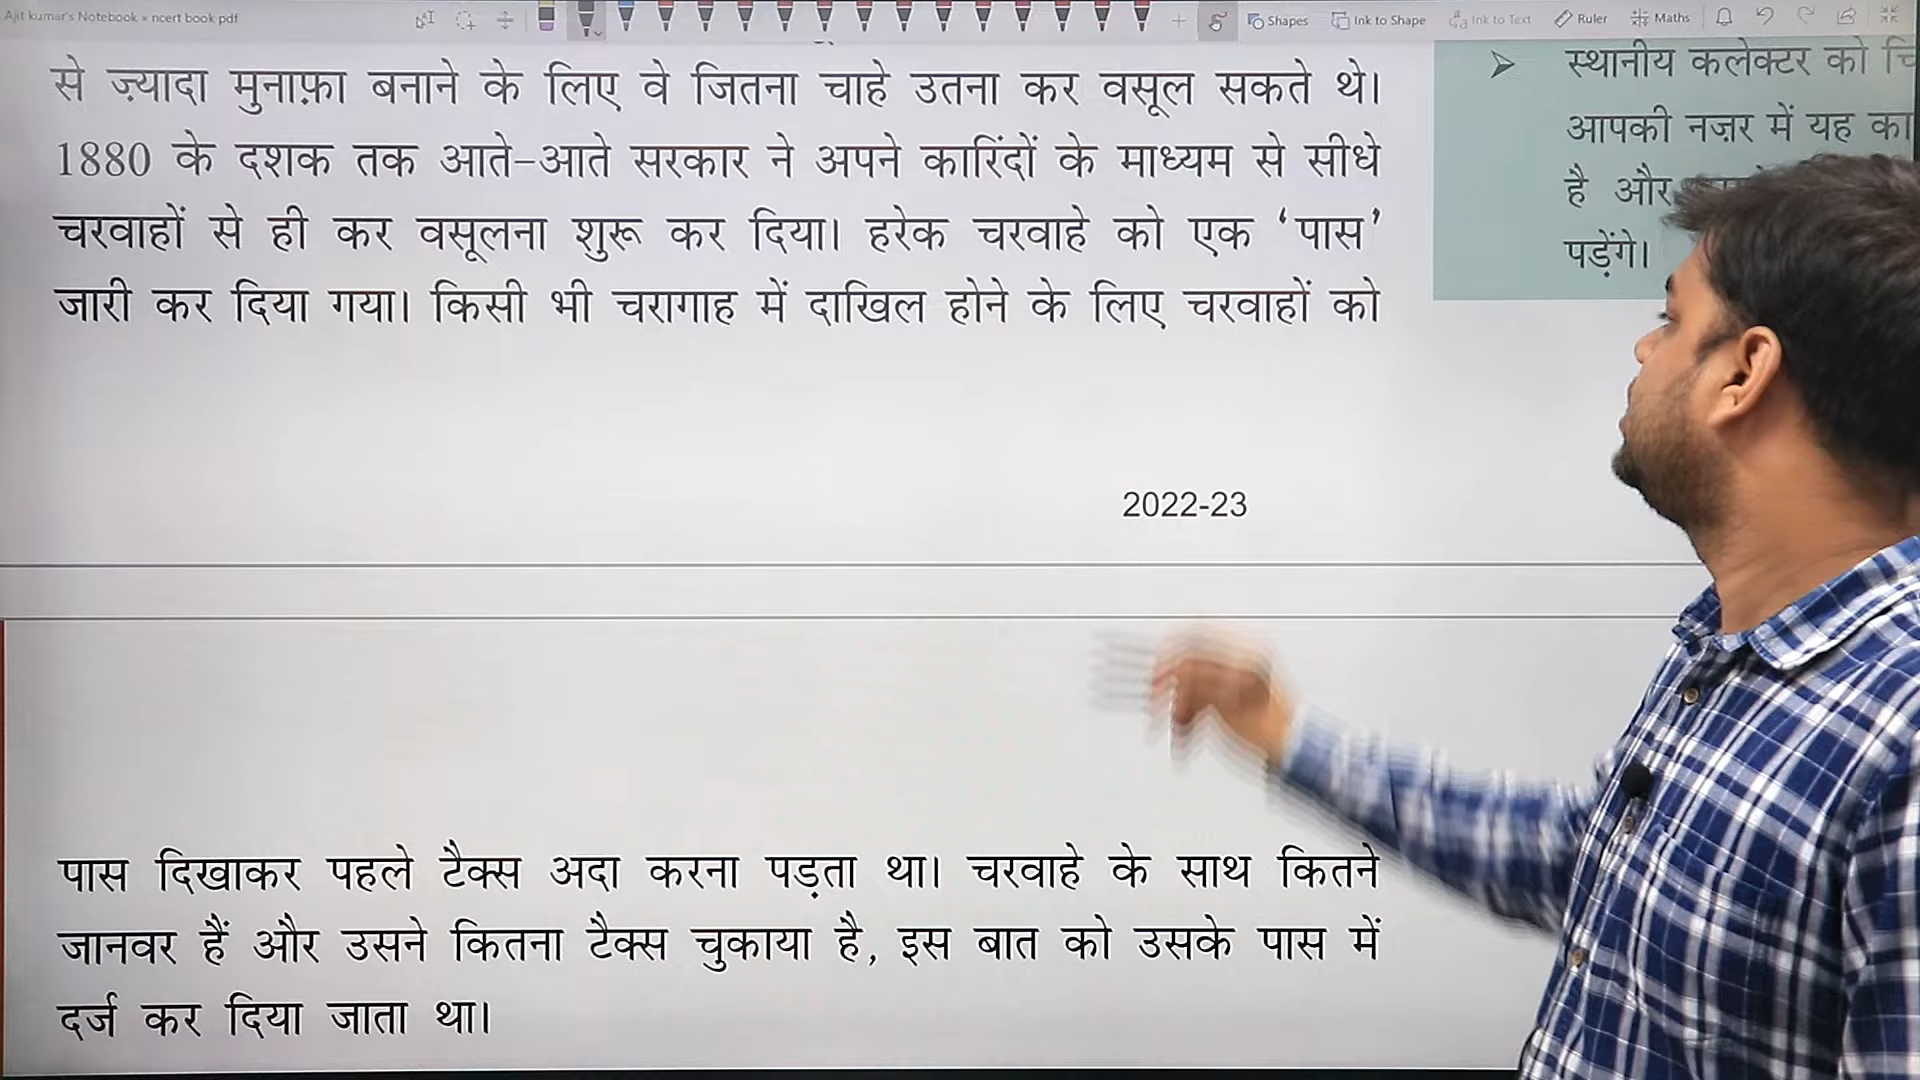 Ajit kumar's Notebook » ncert book pdf
Shapes
Ink to Shape
Ink to Text
Ruler
Maths
से ज़्यादा मुनाफ़ा बनाने के लिए वे जितना चाहे उतना कर वसूल सकते थे।
1880 के दशक तक आते-आते सरकार ने अपने कारिंदों के माध्यम से सीधे
चरवाहों से ही कर वसूलना शुरू कर दिया। हरेक चरवाहे को एक ‘पास’
जारी कर दिया गया। किसी भी चरागाह में दाखिल होने के लिए चरवाहों को
स्थानीय कलेक्टर को
आपकी नज़र में यह
है और
पड़ेंगे।
2022-23
पास दिखाकर पहले टैक्स अदा करना पड़ता था। चरवाहे के साथ कितने
जानवर हैं और उसने कितना टैक्स चुकाया है, इस बात को उसके पास में
दर्ज कर दिया जाता था।